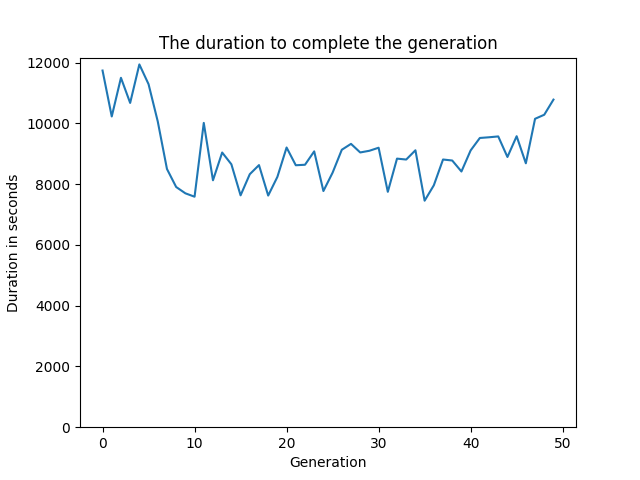 The duration to complete the generation
12000
10000
8000
6000
4000
2000
0
Duration in seconds
0 10 20 30 40 50
Generation